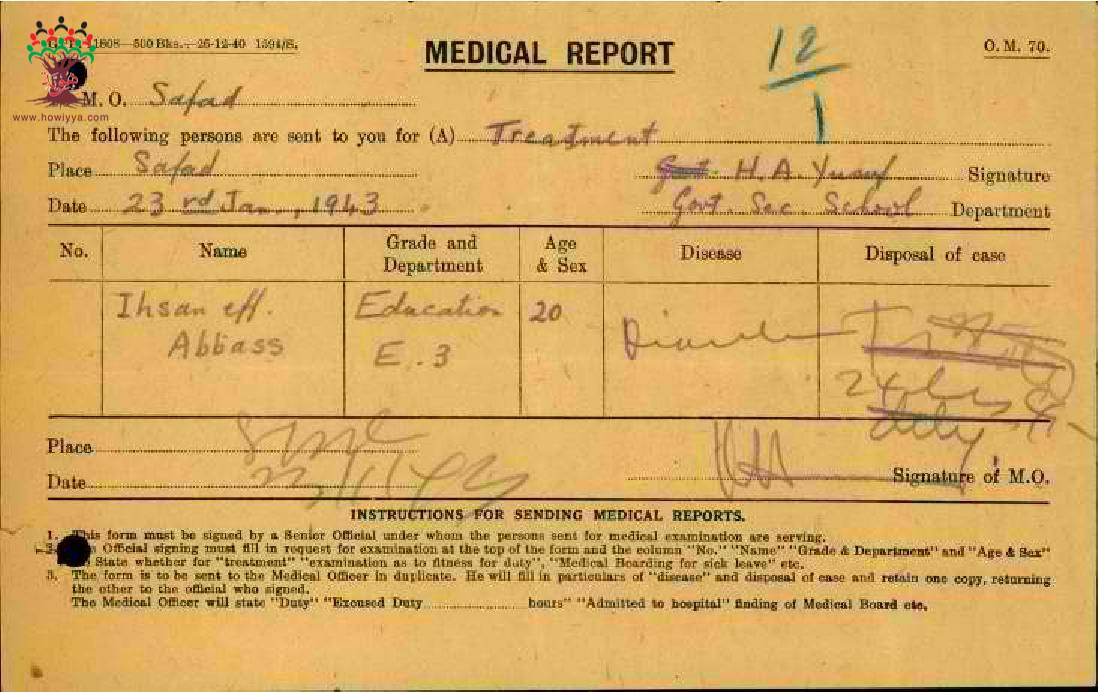 1808—500 Bks.—26-12-40 1594/S.
MEDICAL REPORT
12
1
O. M. 70.
M. O. Safad
www.howiyya.com
The following persons are sent to you for (A) Treatment
Place Safad
H. A. Yusuf Signature
Date 23rd Jan., 1943
Govt. Sec. School Department
No. Name Grade and Department Age & Sex Disease Disposal of case
Ihsan eff. Education 20
Abbass E. 3
duty
Place
Date
Signature of M.O.
INSTRUCTIONS FOR SENDING MEDICAL REPORTS.
1. This form must be signed by a Senior Official under whom the persons sent for medical examination are serving.
Official signing must fill in request for examination at the top of the form and the column "No." "Name" "Grade & Department" and "Age & Sex"
State whether for "treatment" "examination as to fitness for duty", "Medical Boarding for sick leave" etc.
3. The form is to be sent to the Medical Officer in duplicate. He will fill in particulars of "disease" and disposal of case and retain one copy, returning
the other to the official who signed.
The Medical Officer will state "Duty" "Excused Duty hours" "Admitted to hospital" finding of Medical Board etc.